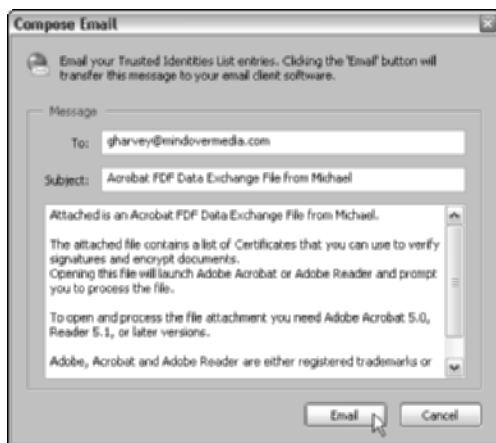 Compose Email
Email your Trusted Identities List entries. Clicking the 'Email' button will
transfer this message to your email client software.
Message
To: gharvey@mindovermedia.com
Subject: Acrobat FDF Data Exchange File from Michael
Attached is an Acrobat FDF Data Exchange File from Michael.
The attached file contains a list of Certificates that you can use to verify
signatures and encrypt documents.
Opening this file will launch Adobe Acrobat or Adobe Reader and prompt
you to process the file.
To open and process the file attachment you need Adobe Acrobat 5.0,
Reader 5.1, or later versions.
Adobe, Acrobat and Adobe Reader are either registered trademarks or
Email Cancel